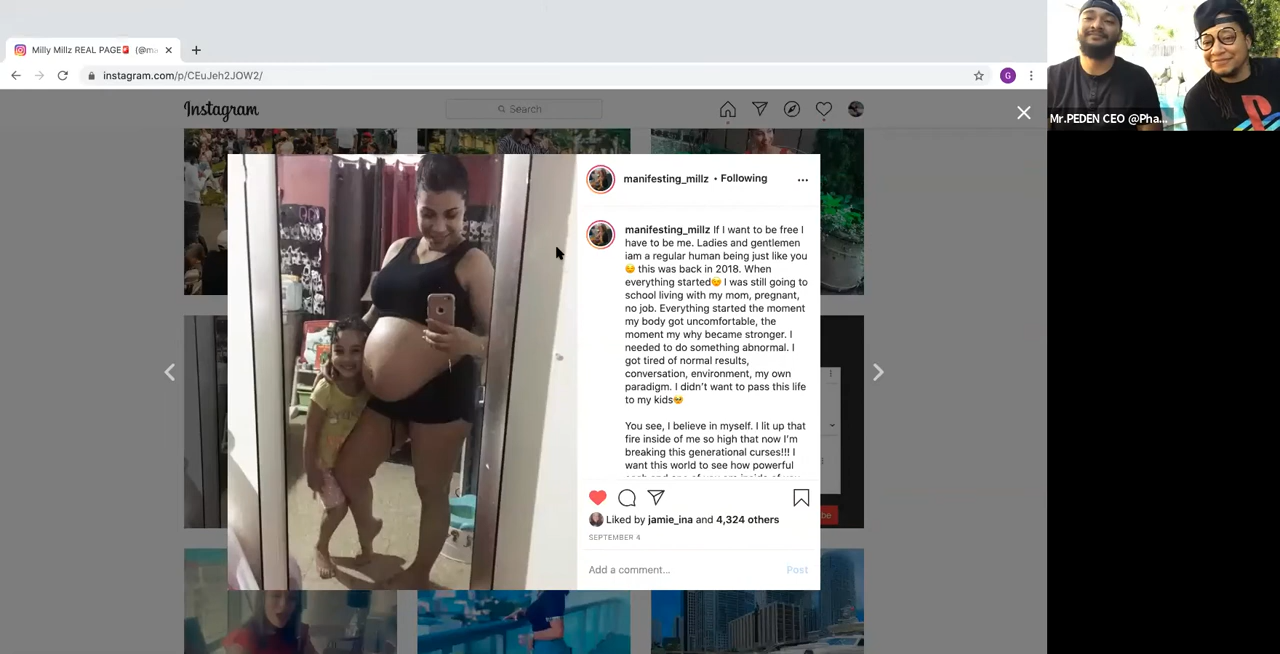 Milly Millz REAL PAGE🚨 (@ma
instagram.com/p/CEuJeh2JOW2/
G
Mr.PEDEN CEO @Pha...
Instagram
Search
manifesting_millz • Following
manifesting_millz If I want to be free I
have to be me. Ladies and gentlemen
iam a regular human being just like you
😌 this was back in 2018. When
everything started😌 I was still going to
school living with my mom, pregnant,
no job. Everything started the moment
my body got uncomfortable, the
moment my why became stronger. I
needed to do something abnormal. I
got tired of normal results,
conversation, environment, my own
paradigm. I didn't want to pass this life
to my kids🥺
You see, I believe in myself. I lit up that
fire inside of me so high that now I'm
breaking this generational curses!!! I
want this world to see how powerful
Liked by jamie_ina and 4,324 others
SEPTEMBER 4
Add a comment...
Post